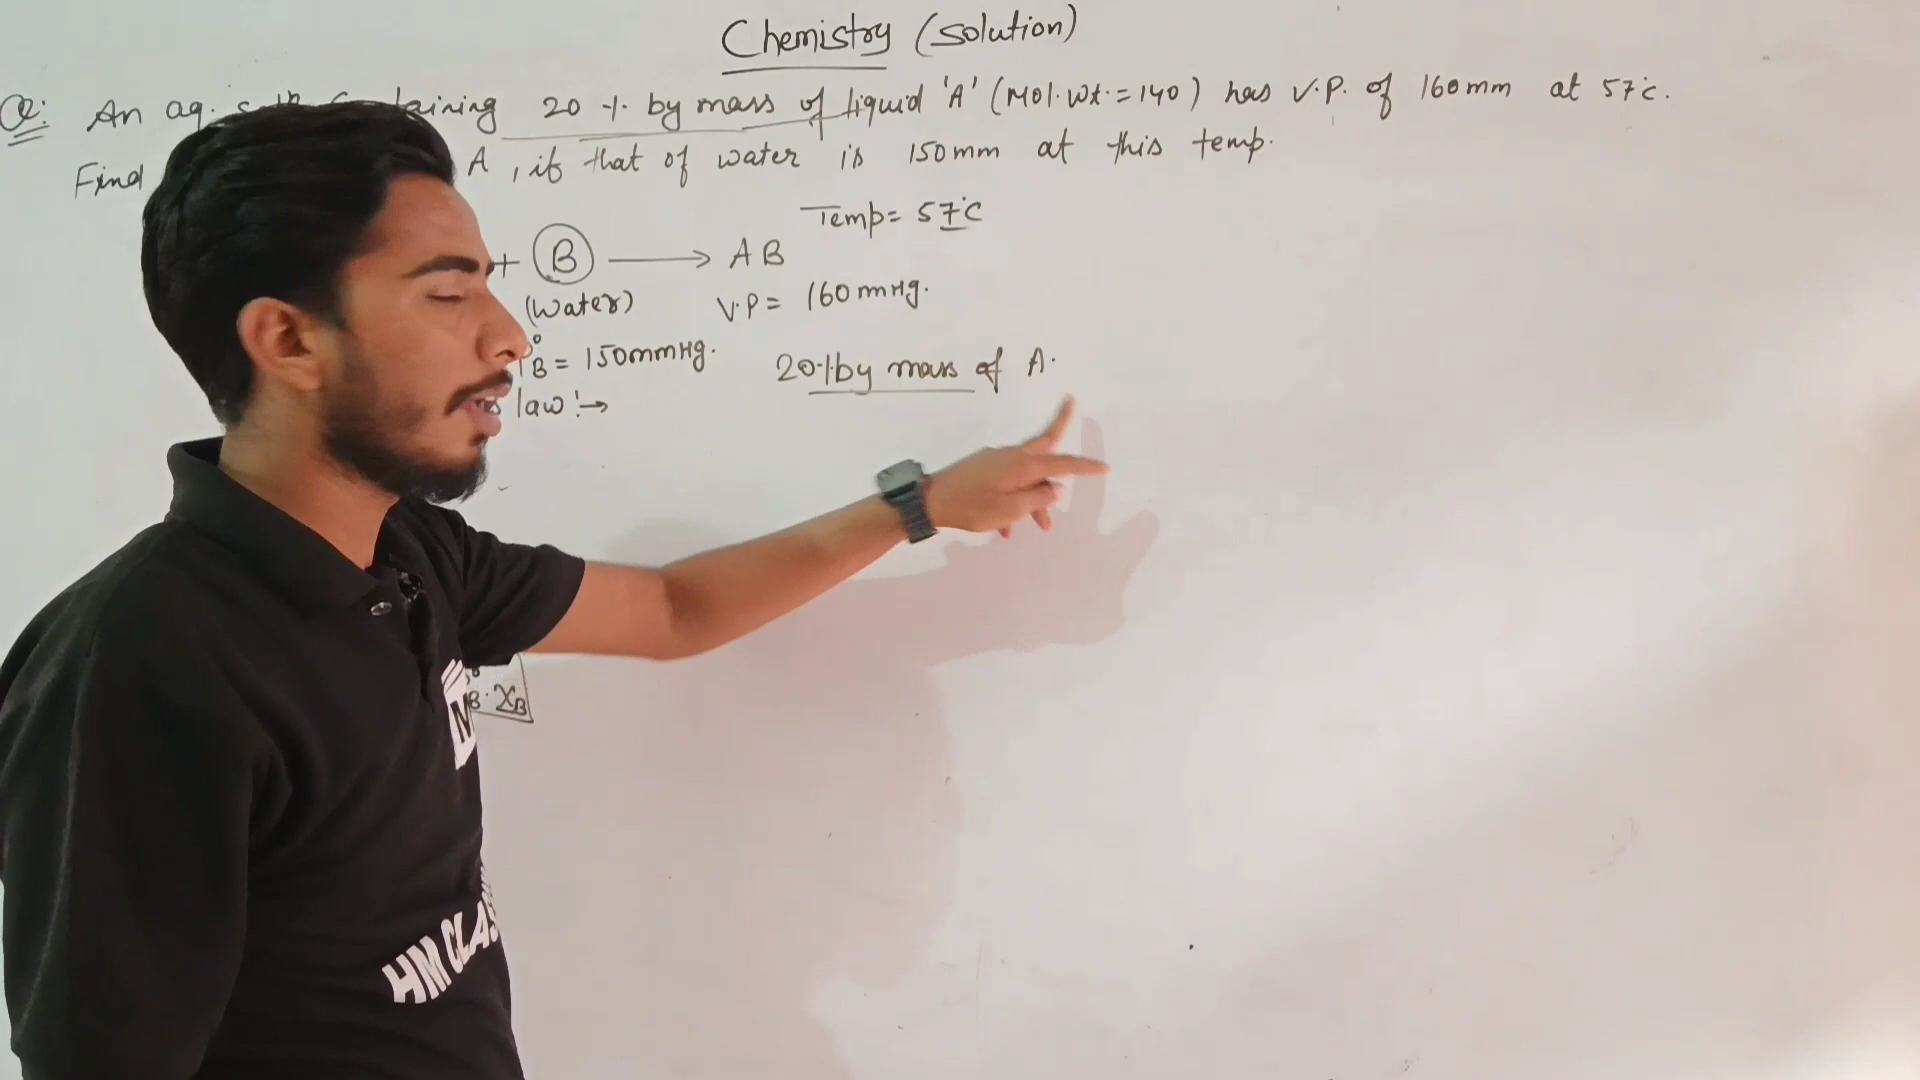 Chemistry (Solution)
Q: An aq. containing 20 % by mass of liquid 'A' (Mol. Wt. = 140) has V.P. of 160mm at 57°C.
Find A, if that of water is 150mm at this temp.
Temp = 57°C
+ B → AB
(Water) V.P = 160 mmHg.
P°B = 150mmHg.
20% by mass of A.
law :→
B. XB
HM CLAS